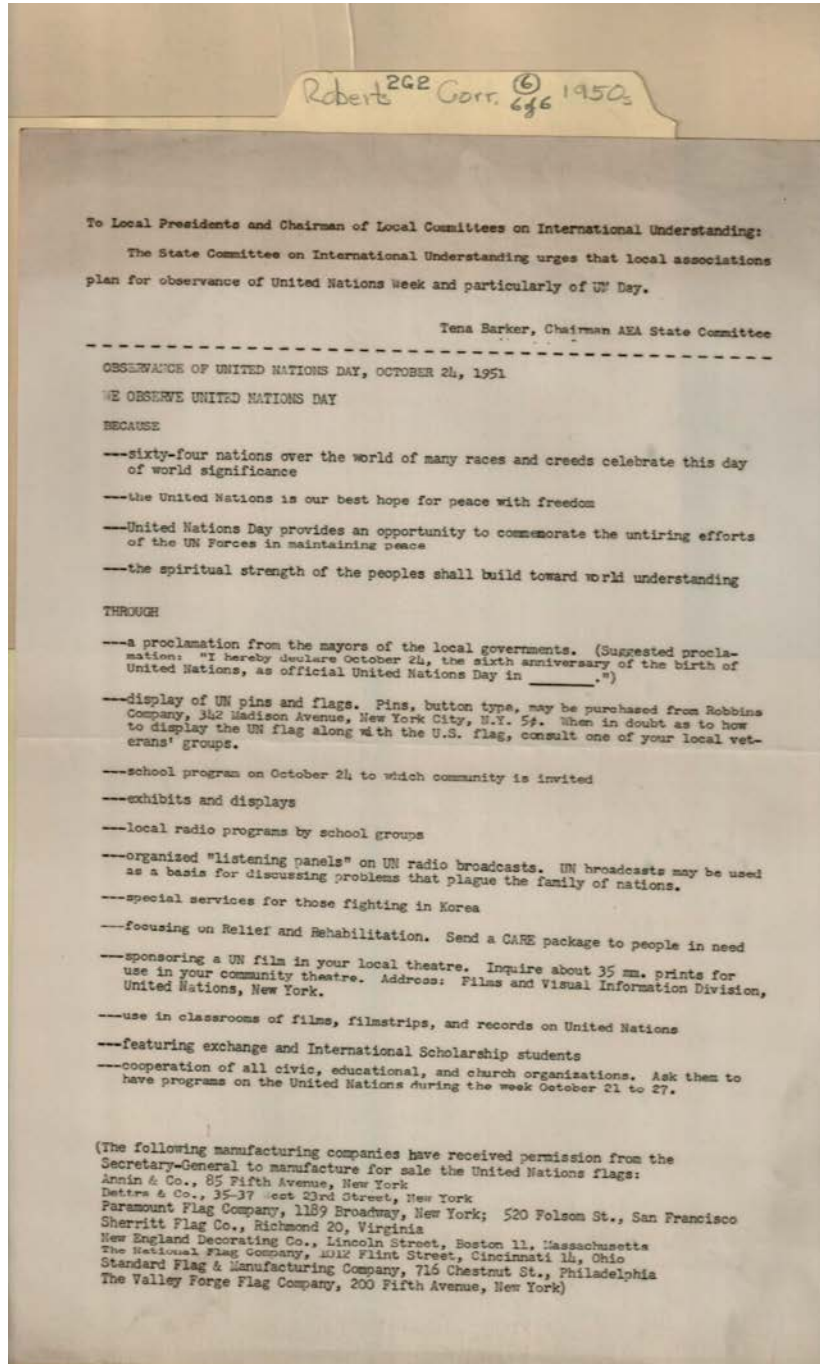 Roberts 2G2 Corr. 6 6 of 6 1950s
To Local Presidents and Chairman of Local Committees on International Understanding:
The State Committee on International Understanding urges that local associations
plan for observance of United Nations Week and particularly of UN Day.
Tena Barker, Chairman AEA State Committee
OBSERVANCE OF UNITED NATIONS DAY, OCTOBER 24, 1951
WE OBSERVE UNITED NATIONS DAY
BECAUSE
---sixty-four nations over the world of many races and creeds celebrate this day
of world significance
---the United Nations is our best hope for peace with freedom
---United Nations Day provides an opportunity to commemorate the untiring efforts
of the UN Forces in maintaining peace
---the spiritual strength of the peoples shall build toward world understanding
THROUGH
---a proclamation from the mayors of the local governments. (Suggested procla-
mation: "I hereby declare October 24, the sixth anniversary of the birth of
United Nations, as official United Nations Day in ________.")
---display of UN pins and flags. Pins, button type, may be purchased from Robbins
Company, 342 Madison Avenue, New York City, N.Y. 5¢. When in doubt as to how
to display the UN flag along with the U.S. flag, consult one of your local vet-
erans' groups.
---school program on October 24 to which community is invited
---exhibits and displays
---local radio programs by school groups
---organized "listening panels" on UN radio broadcasts. UN broadcasts may be used
as a basis for discussing problems that plague the family of nations.
---special services for those fighting in Korea
---focusing on Relief and Rehabilitation. Send a CARE package to people in need
---sponsoring a UN film in your local theatre. Inquire about 35 mm. prints for
use in your community theatre. Address: Films and Visual Information Division,
United Nations, New York.
---use in classrooms of films, filmstrips, and records on United Nations
---featuring exchange and International Scholarship students
---cooperation of all civic, educational, and church organizations. Ask them to
have programs on the United Nations during the week October 21 to 27.
(The following manufacturing companies have received permission from the
Secretary-General to manufacture for sale the United Nations flags:
Annin & Co., 85 Fifth Avenue, New York
Dettra & Co., 35-37 West 23rd Street, New York
Paramount Flag Company, 1189 Broadway, New York; 520 Folsom St., San Francisco
Sherritt Flag Co., Richmond 20, Virginia
New England Decorating Co., Lincoln Street, Boston 11, Massachusetts
The National Flag Company, 1012 Flint Street, Cincinnati 14, Ohio
Standard Flag & Manufacturing Company, 716 Chestnut St., Philadelphia
The Valley Forge Flag Company, 200 Fifth Avenue, New York)